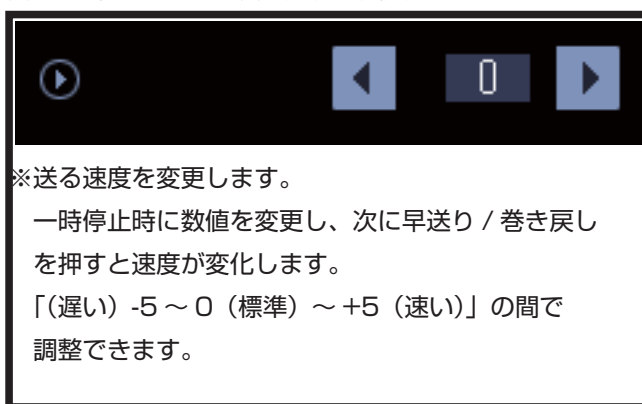 0
※送る速度を変更します。
一時停止時に数値を変更し、次に早送り / 巻き戻し
を押すと速度が変化します。
「(遅い) -5 ～ 0（標準）～ +5（速い)」の間で
調整できます。